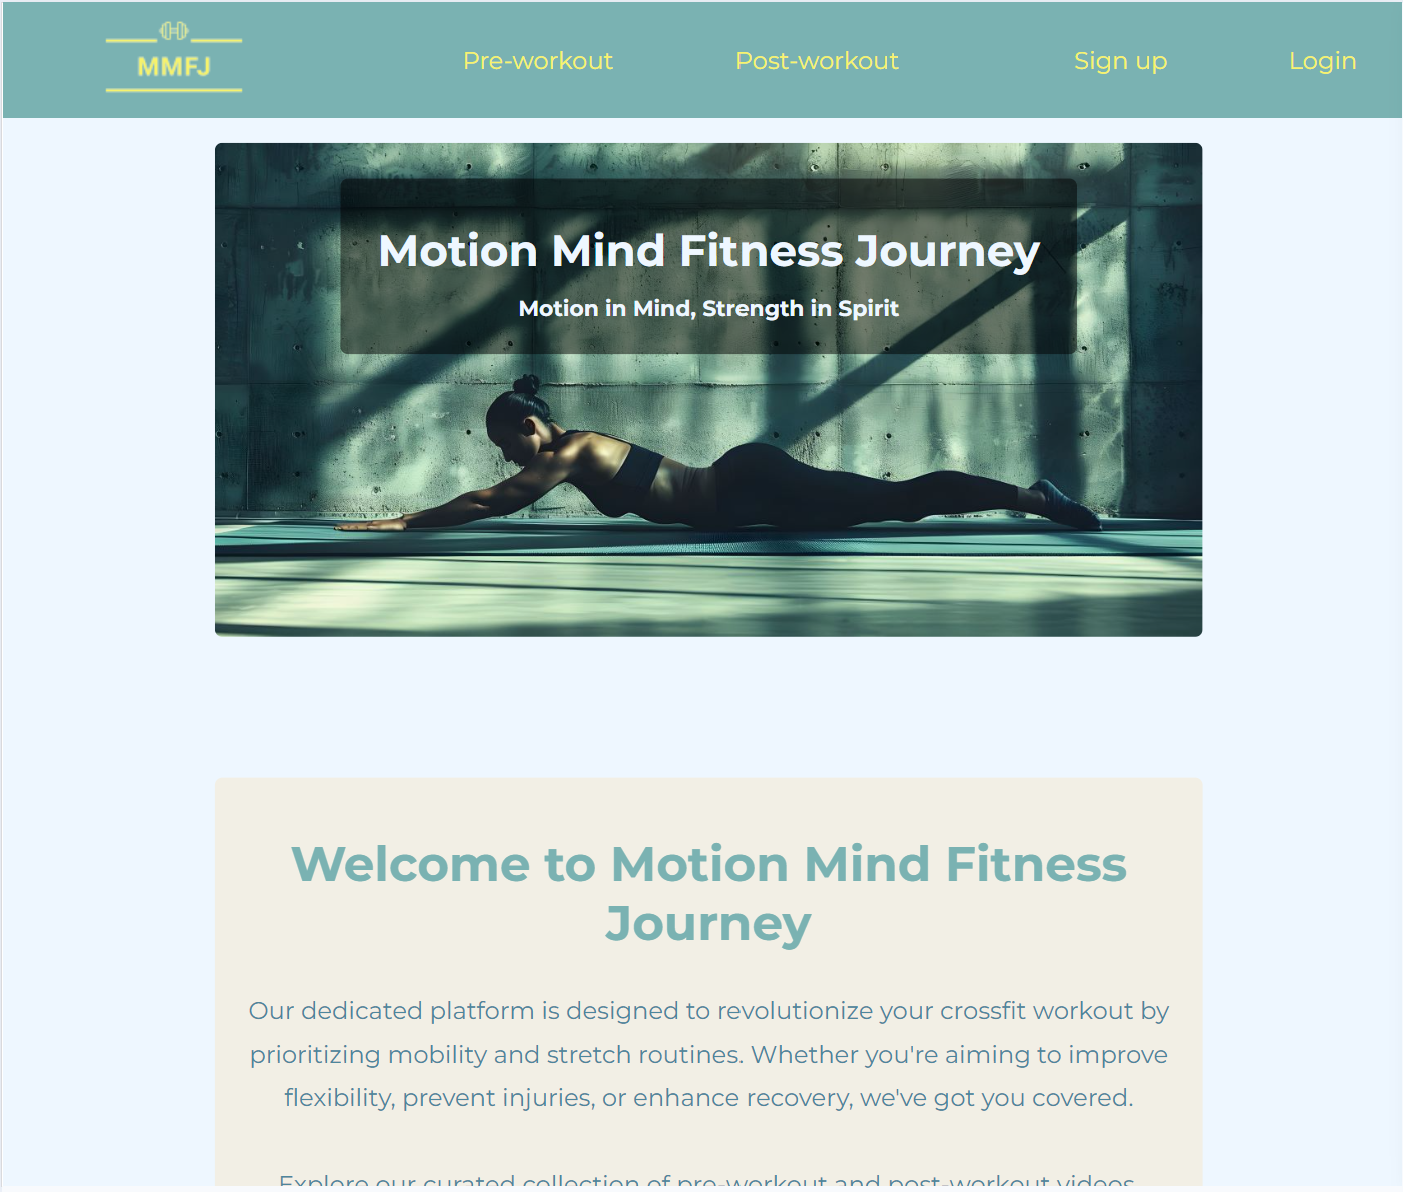 MMFJ
Pre-workout
Post-workout
Sign up
Login
Motion Mind Fitness Journey
Motion in Mind, Strength in Spirit
Welcome to Motion Mind Fitness
Journey
Our dedicated platform is designed to revolutionize your crossfit workout by
prioritizing mobility and stretch routines. Whether you're aiming to improve
flexibility, prevent injuries, or enhance recovery, we've got you covered.
Explore our curated collection of pre-workout and post-workout videos